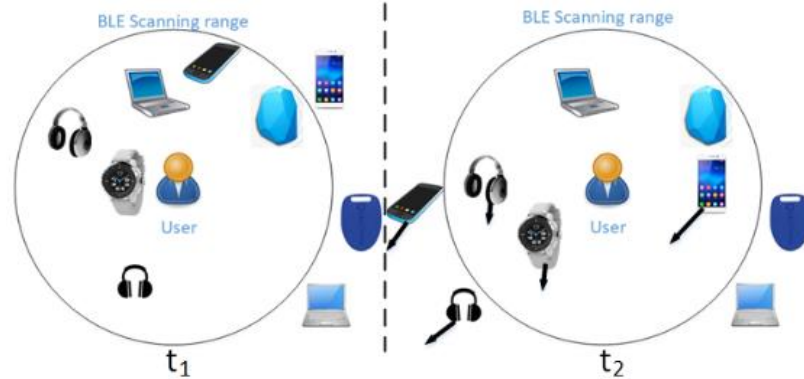 BLE Scanning range
User
t₁
BLE Scanning range
User
t₂